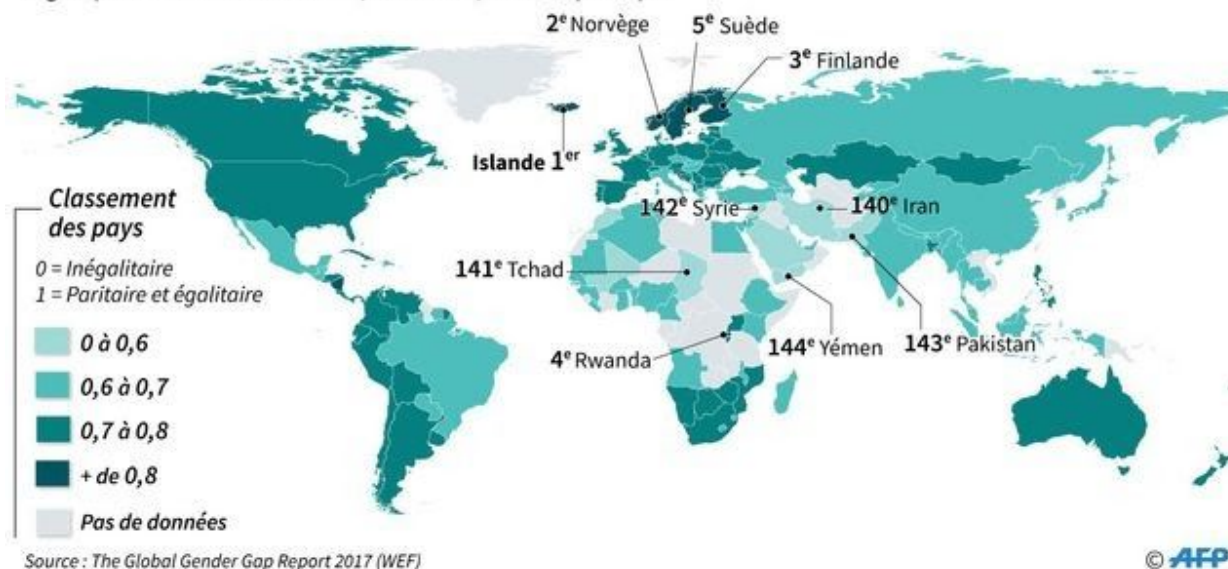 2e Norvège
5e Suède
3e Finlande
Islande 1er
Classement
des pays
0 = Inégalitaire
1 = Paritaire et égalitaire
0 à 0,6
0,6 à 0,7
0,7 à 0,8
+ de 0,8
Pas de données
142e Syrie
140e Iran
141e Tchad
4e Rwanda
144e Yémen
143e Pakistan
Source : The Global Gender Gap Report 2017 (WEF)
© AFP